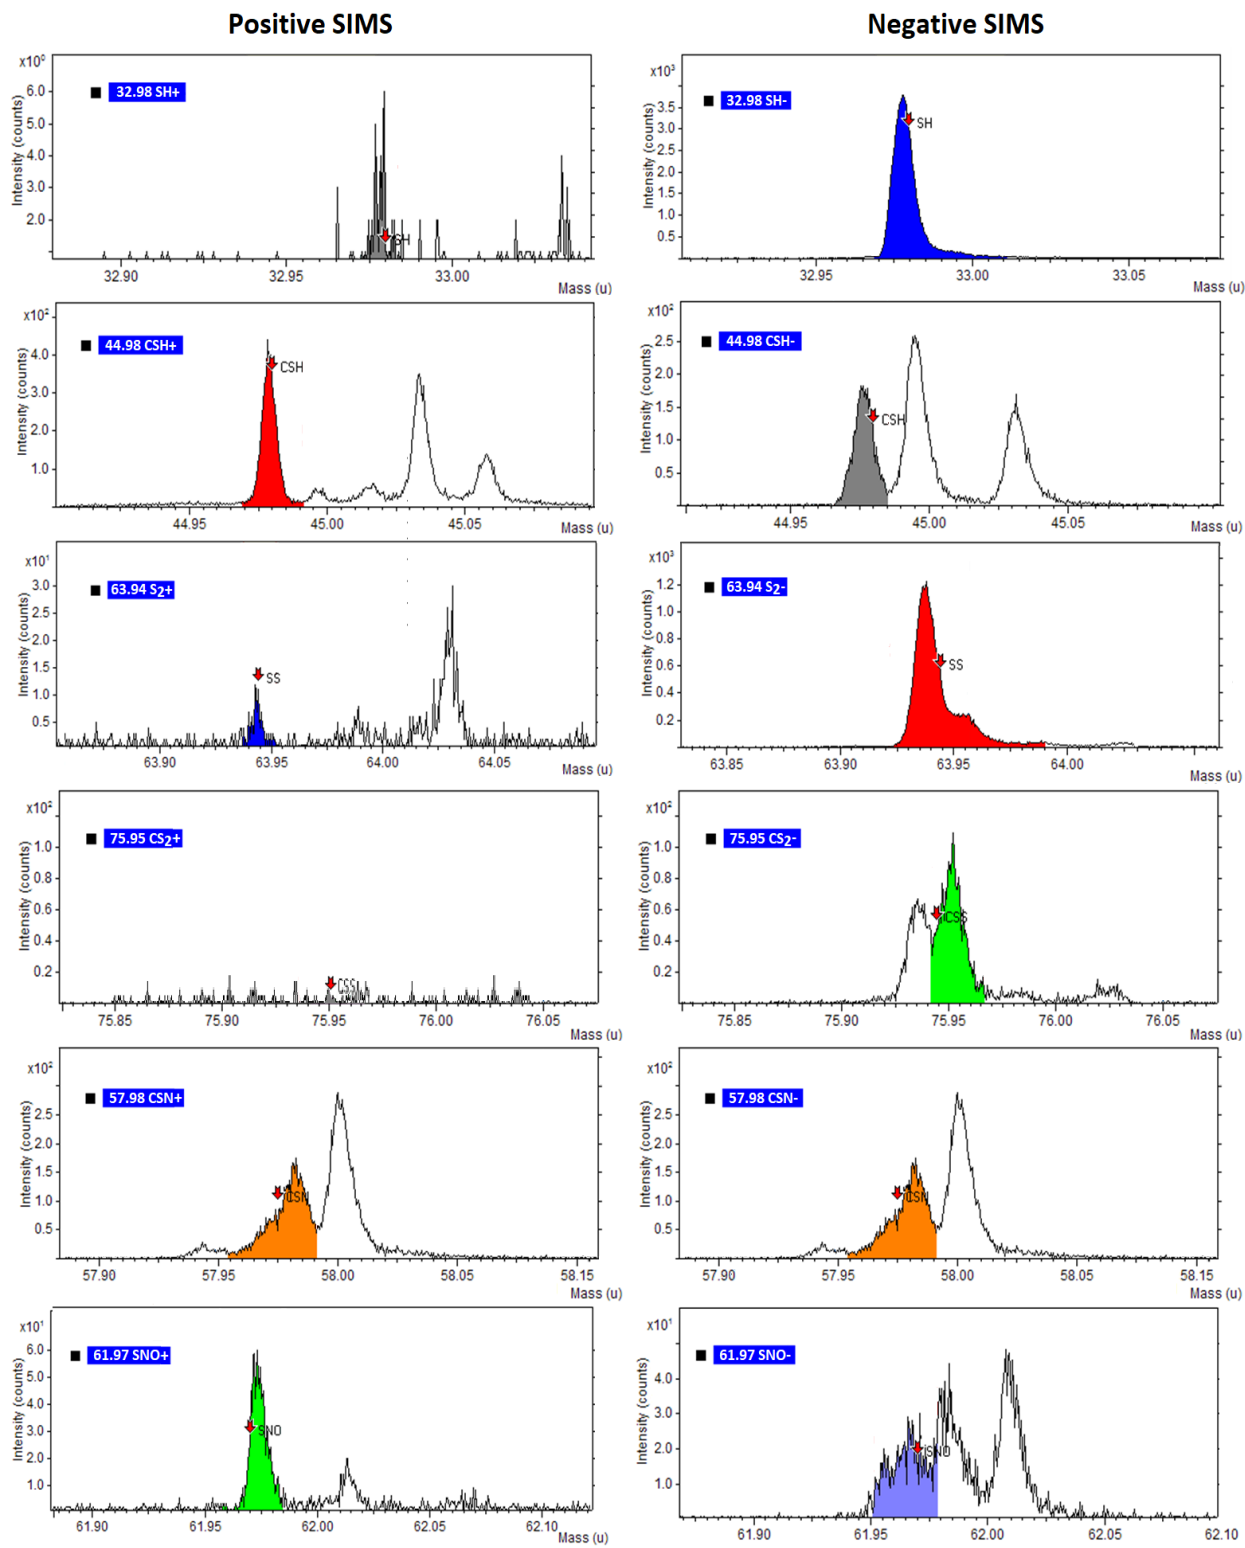 Positive SIMS
Negative SIMS
x10⁰
32.98 SH+
6.0
5.0
4.0
3.0
2.0
Intensity (counts)
SH
32.90 32.95 33.00
Mass (u)
x10³
32.98 SH-
3.5
3.0
2.5
2.0
1.5
1.0
0.5
Intensity (counts)
SH
32.95 33.00 33.05
Mass (u)
x10²
44.98 CSH+
4.0
3.0
2.0
1.0
Intensity (counts)
CSH
44.95 45.00 45.05
Mass (u)
x10²
44.98 CSH-
2.5
2.0
1.5
1.0
0.5
Intensity (counts)
CSH
44.95 45.00 45.05
Mass (u)
x10¹
63.94 S2+
3.0
2.5
2.0
1.5
1.0
0.5
Intensity (counts)
SS
63.90 63.95 64.00 64.05
Mass (u)
x10³
63.94 S2-
1.2
1.0
0.8
0.6
0.4
0.2
Intensity (counts)
SS
63.85 63.90 63.95 64.00
Mass (u)
x10²
75.95 CS2+
1.0
0.8
0.6
0.4
0.2
Intensity (counts)
CSS
75.85 75.90 75.95 76.00 76.05
Mass (u)
x10²
75.95 CS2-
1.0
0.8
0.6
0.4
0.2
Intensity (counts)
CSS
75.85 75.90 75.95 76.00 76.05
Mass (u)
x10²
57.98 CSN+
2.5
2.0
1.5
1.0
0.5
Intensity (counts)
CSN
57.90 57.95 58.00 58.05 58.15
Mass (u)
x10²
57.98 CSN-
2.5
2.0
1.5
1.0
0.5
Intensity (counts)
CSN
57.90 57.95 58.00 58.05 58.15
Mass (u)
x10¹
61.97 SNO+
6.0
5.0
4.0
3.0
2.0
1.0
Intensity (counts)
SNO
61.90 61.95 62.00 62.05 62.10
Mass (u)
x10¹
61.97 SNO-
4.0
3.0
2.0
1.0
Intensity (counts)
SNO
61.90 61.95 62.00 62.05 62.10
Mass (u)